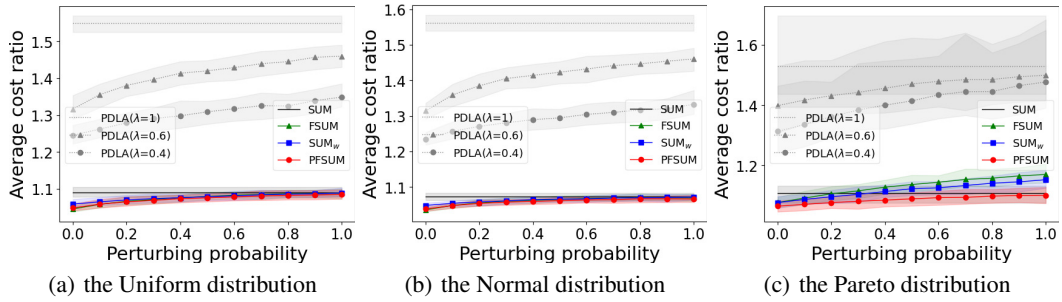 Average cost ratio
1.5
1.4
1.3
1.2
1.1
0.0 0.2 0.4 0.6 0.8 1.0
Perturbing probability
PDLA(λ=1)
PDLA(λ=0.6)
PDLA(λ=0.4)
SUM
FSUM
SUMw
PFSUM
(a) the Uniform distribution
Average cost ratio
1.6
1.5
1.4
1.3
1.2
1.1
0.0 0.2 0.4 0.6 0.8 1.0
Perturbing probability
PDLA(λ=1)
PDLA(λ=0.6)
PDLA(λ=0.4)
SUM
FSUM
SUMw
PFSUM
(b) the Normal distribution
Average cost ratio
1.6
1.4
1.2
0.0 0.2 0.4 0.6 0.8 1.0
Perturbing probability
PDLA(λ=1)
PDLA(λ=0.6)
PDLA(λ=0.4)
SUM
FSUM
SUMw
PFSUM
(c) the Pareto distribution